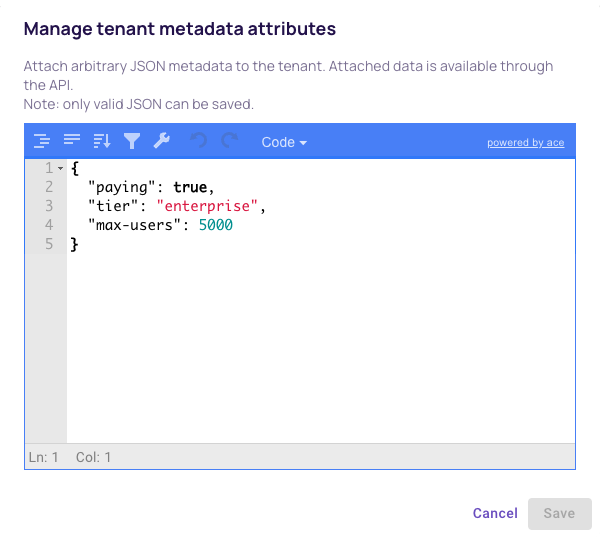 Manage tenant metadata attributes
Attach arbitrary JSON metadata to the tenant. Attached data is available through
the API.
Note: only valid JSON can be saved.
Code powered by ace
1 {
2 "paying": true,
3 "tier": "enterprise",
4 "max-users": 5000
5 }
Ln: 1 Col: 1
Cancel Save